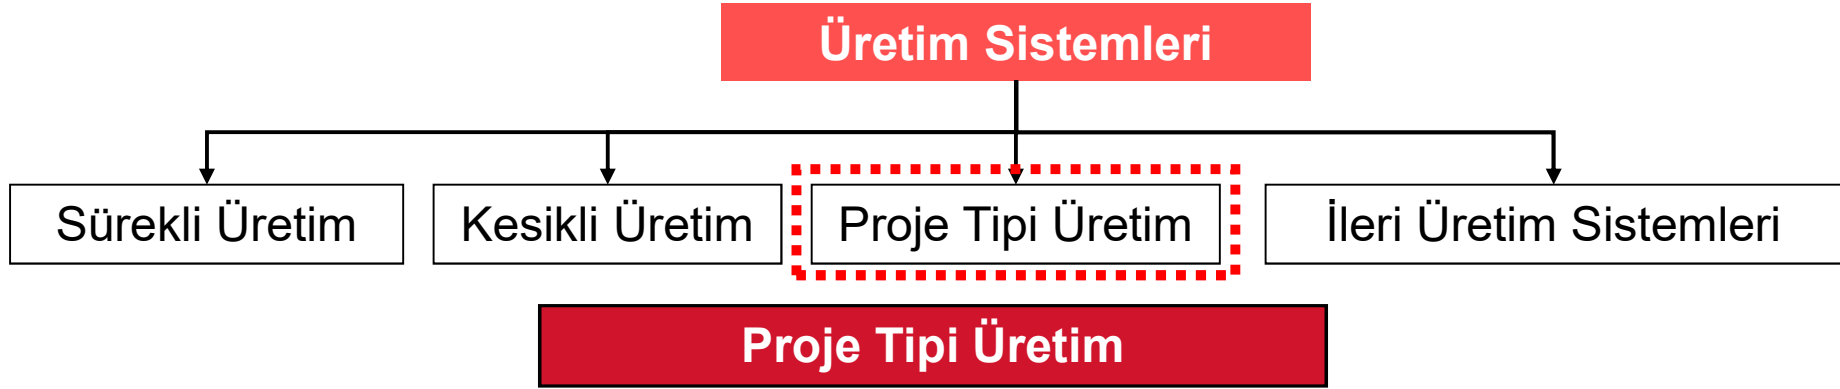 Üretim Sistemleri
Sürekli Üretim
Kesikli Üretim
Proje Tipi Üretim
İleri Üretim Sistemleri
Proje Tipi Üretim